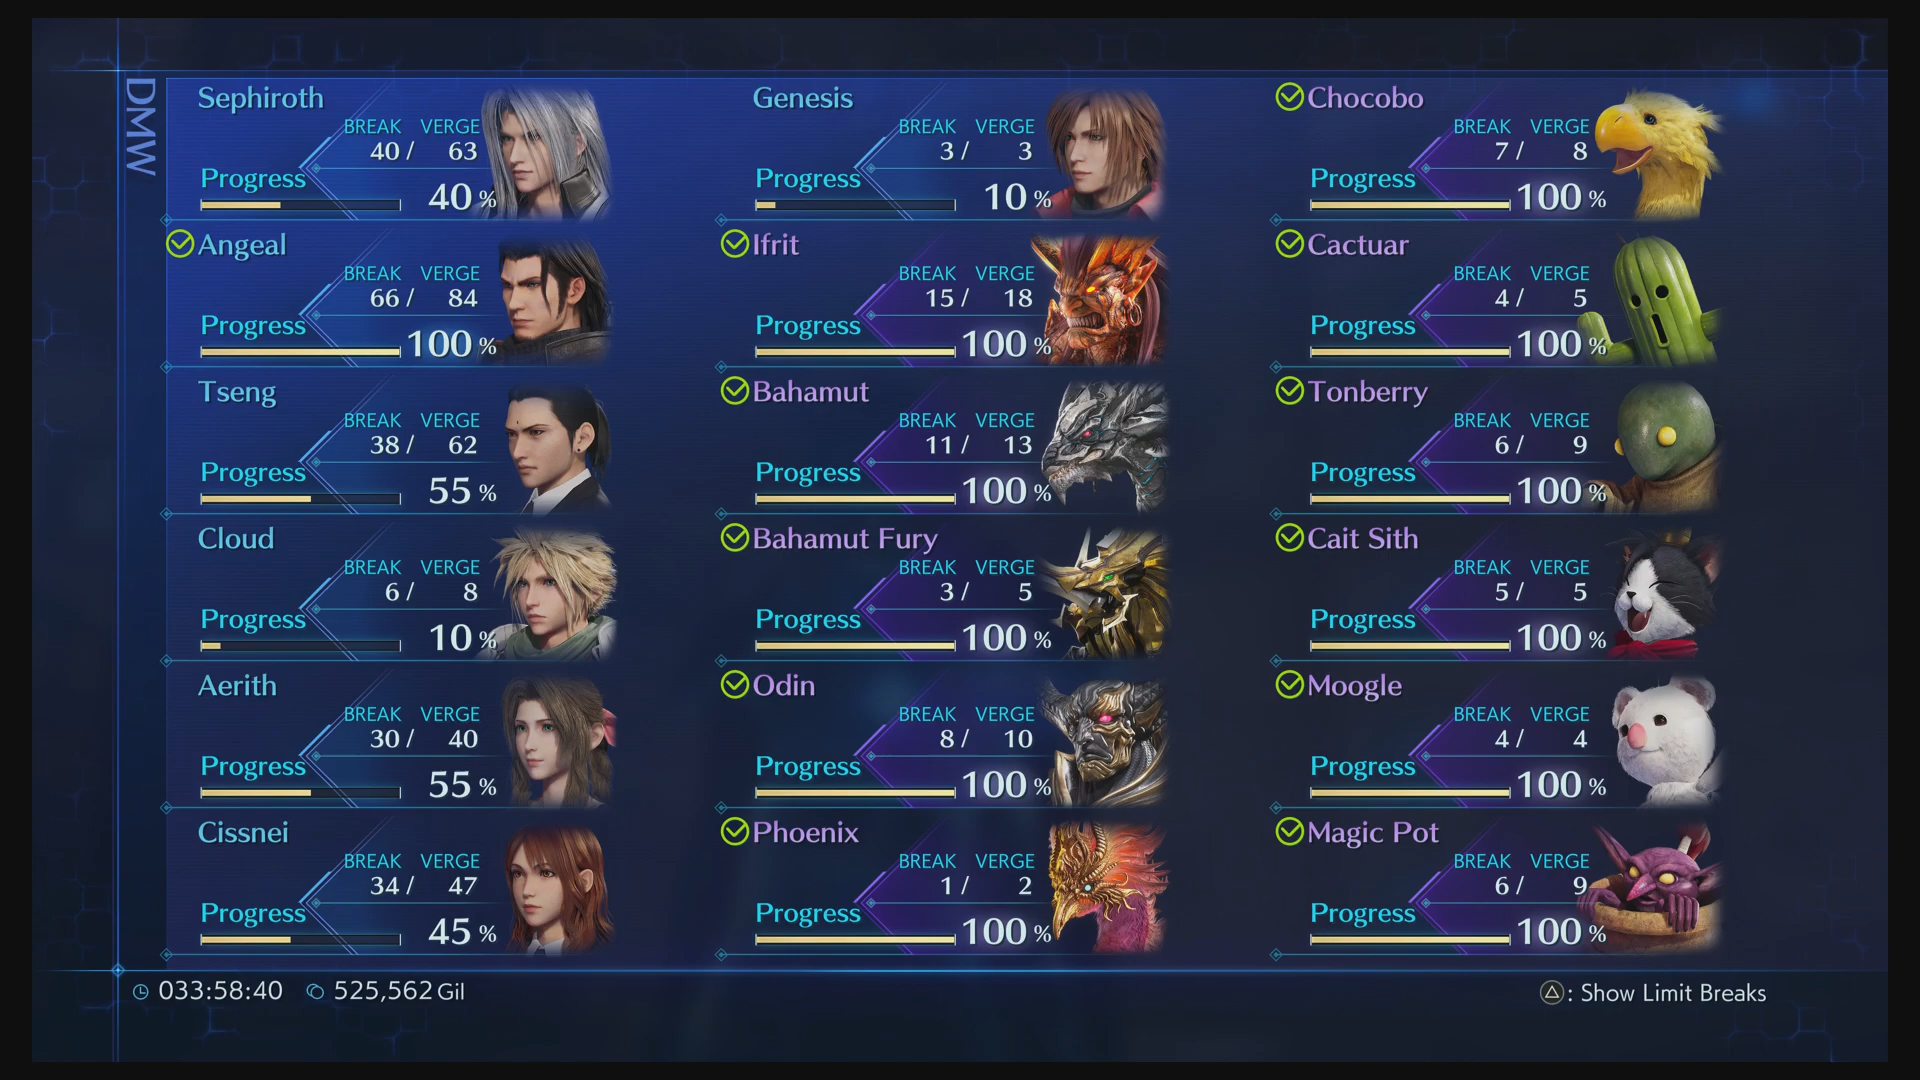 DMW
Sephiroth
BREAK VERGE
40 / 63
Progress 40 %
Angeal
BREAK VERGE
66 / 84
Progress 100 %
Tseng
BREAK VERGE
38 / 62
Progress 55 %
Cloud
BREAK VERGE
6 / 8
Progress 10 %
Aerith
BREAK VERGE
30 / 40
Progress 55 %
Cissnei
BREAK VERGE
34 / 47
Progress 45 %
Genesis
BREAK VERGE
3 / 3
Progress 10 %
Ifrit
BREAK VERGE
15 / 18
Progress 100 %
Bahamut
BREAK VERGE
11 / 13
Progress 100 %
Bahamut Fury
BREAK VERGE
3 / 5
Progress 100 %
Odin
BREAK VERGE
8 / 10
Progress 100 %
Phoenix
BREAK VERGE
1 / 2
Progress 100 %
Chocobo
BREAK VERGE
7 / 8
Progress 100 %
Cactuar
BREAK VERGE
4 / 5
Progress 100 %
Tonberry
BREAK VERGE
6 / 9
Progress 100 %
Cait Sith
BREAK VERGE
5 / 5
Progress 100 %
Moogle
BREAK VERGE
4 / 4
Progress 100 %
Magic Pot
BREAK VERGE
6 / 9
Progress 100 %
033:58:40 525,562 Gil
: Show Limit Breaks